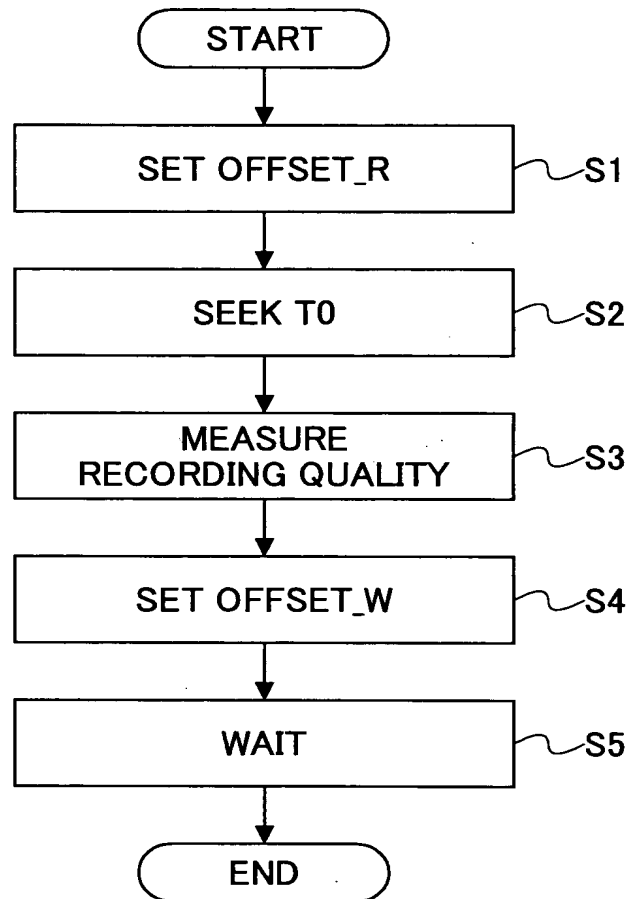 START
SET OFFSET_R
S1
SEEK T0
S2
MEASURE
RECORDING QUALITY
S3
SET OFFSET_W
S4
WAIT
S5
END